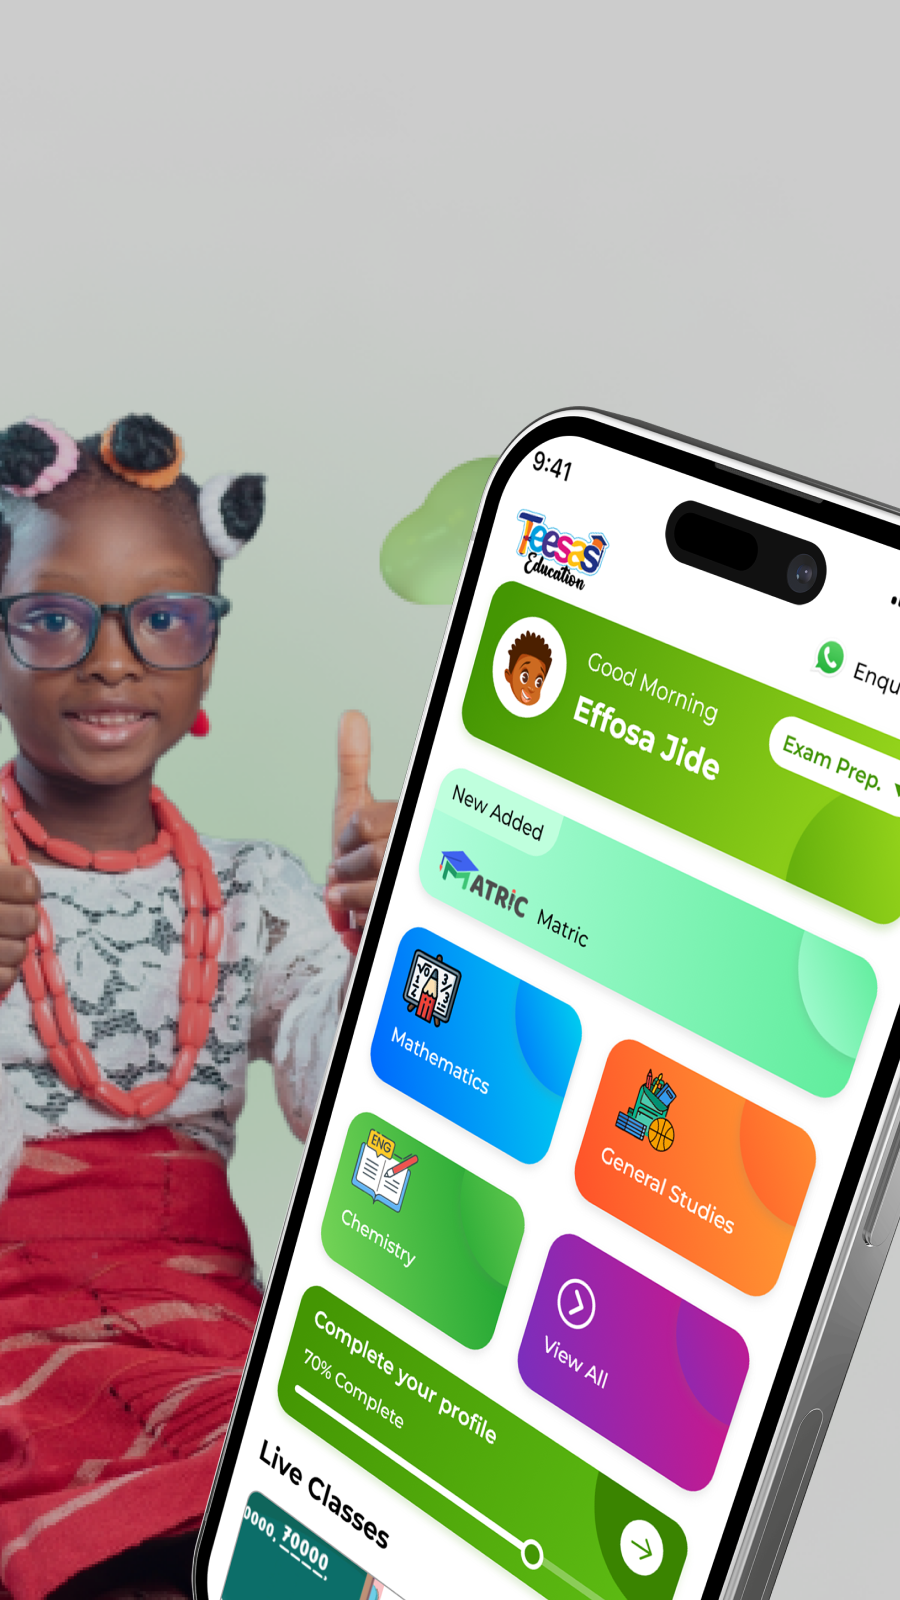 9:41
Teesas
Education
Enqu
Good Morning
Effosa Jide
Exam Prep.
New Added
MATRiC Matric
Mathematics
General Studies
ENG
Chemistry
View All
Complete your profile
70% Complete
Live Classes
0000, 70000